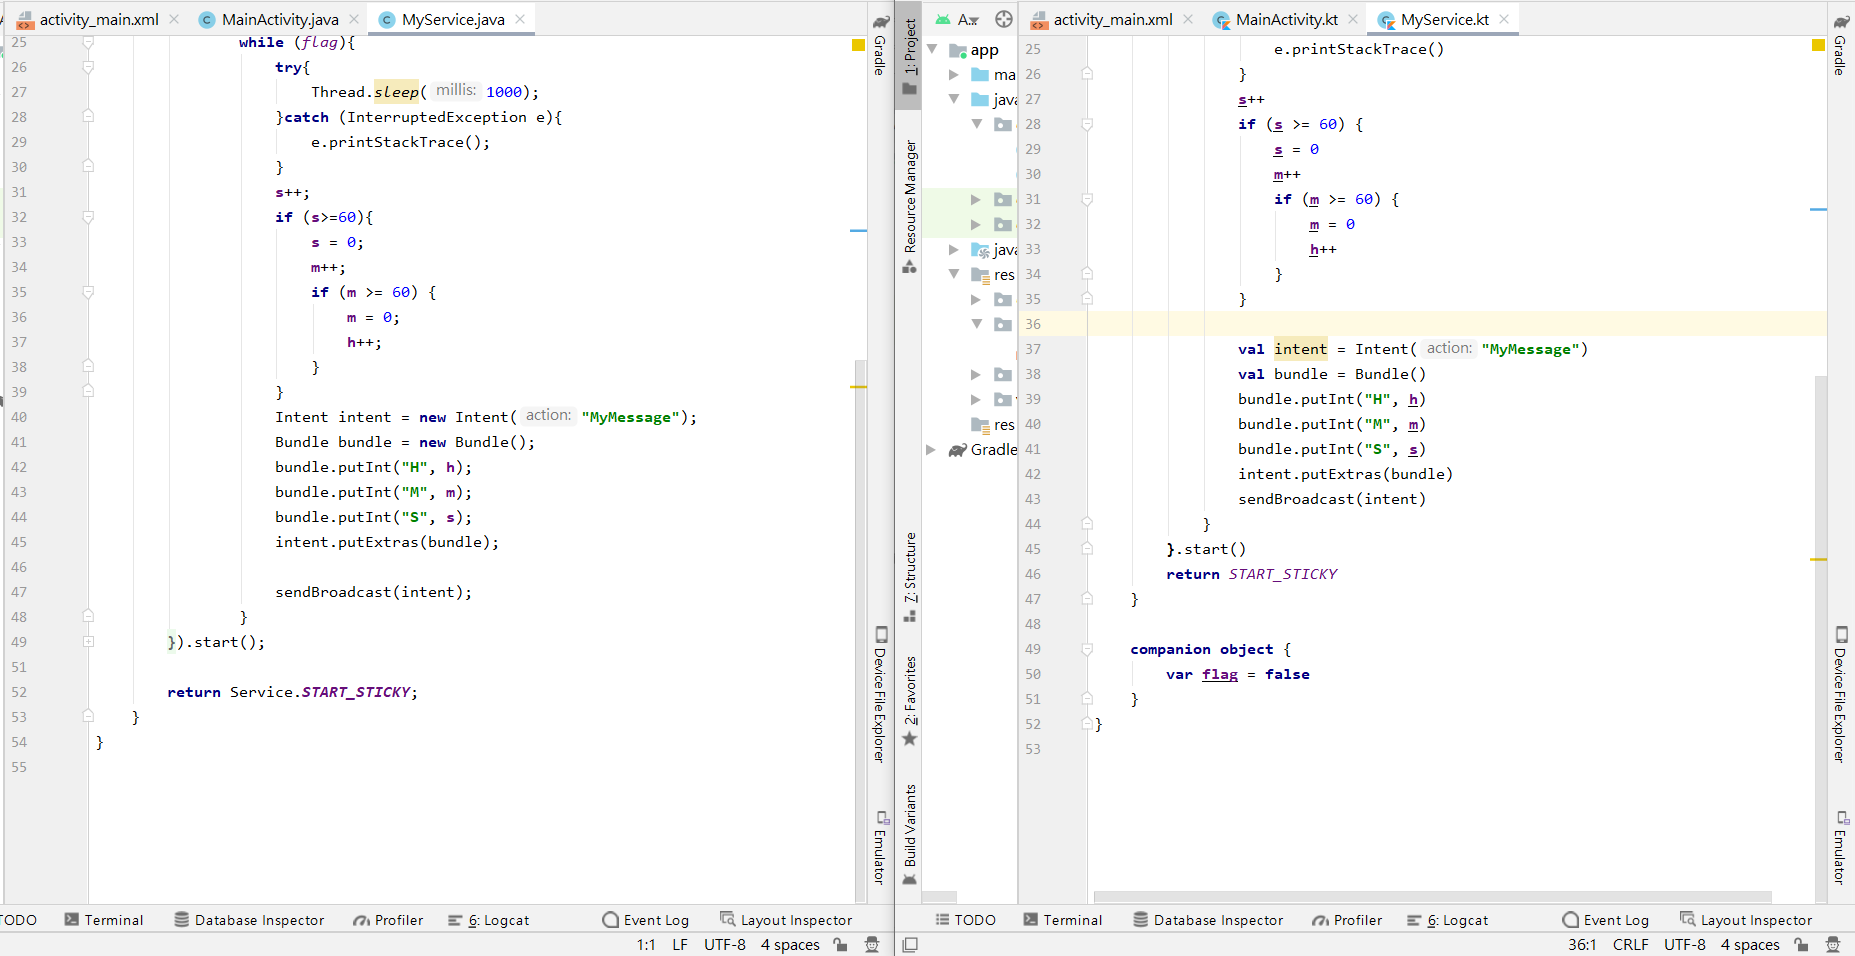 activity_main.xml MainActivity.java MyService.java
25 while (flag){
26 try{
27 Thread.sleep( millis: 1000);
28 }catch (InterruptedException e){
29 e.printStackTrace();
30 }
31 s++;
32 if (s>=60){
33 s = 0;
34 m++;
35 if (m >= 60) {
36 m = 0;
37 h++;
38 }
39 }
40 Intent intent = new Intent( action: "MyMessage");
41 Bundle bundle = new Bundle();
42 bundle.putInt("H", h);
43 bundle.putInt("M", m);
44 bundle.putInt("S", s);
45 intent.putExtras(bundle);
46
47 sendBroadcast(intent);
48 }
49 }).start();
51
52 return Service.START_STICKY;
53 }
54 }
55
Gradle
Device File Explorer
Emulator
TODO Terminal Database Inspector Profiler 6: Logcat Event Log Layout Inspector
1:1 LF UTF-8 4 spaces
1: Project
Resource Manager
7: Structure
2: Favorites
Build Variants
A..
app
ma
java
java
res
res
Gradle
activity_main.xml MainActivity.kt MyService.kt
25 e.printStackTrace()
26 }
27 s++
28 if (s >= 60) {
29 s = 0
30 m++
31 if (m >= 60) {
32 m = 0
33 h++
34 }
35 }
36
37 val intent = Intent( action: "MyMessage")
38 val bundle = Bundle()
39 bundle.putInt("H", h)
40 bundle.putInt("M", m)
41 bundle.putInt("S", s)
42 intent.putExtras(bundle)
43 sendBroadcast(intent)
44 }
45 }.start()
46 return START_STICKY
47 }
48
49 companion object {
50 var flag = false
51 }
52 }
53
Gradle
Device File Explorer
Emulator
TODO Terminal Database Inspector Profiler 6: Logcat Event Log Layout Inspector
36:1 CRLF UTF-8 4 spaces